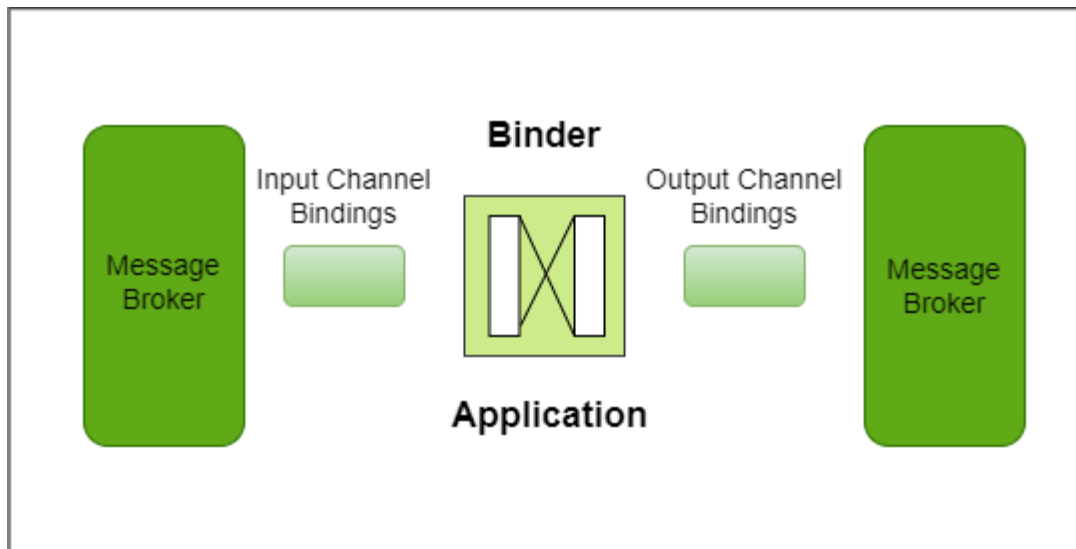 Binder
Input Channel
Bindings
Output Channel
Bindings
Message
Broker
Message
Broker
Application